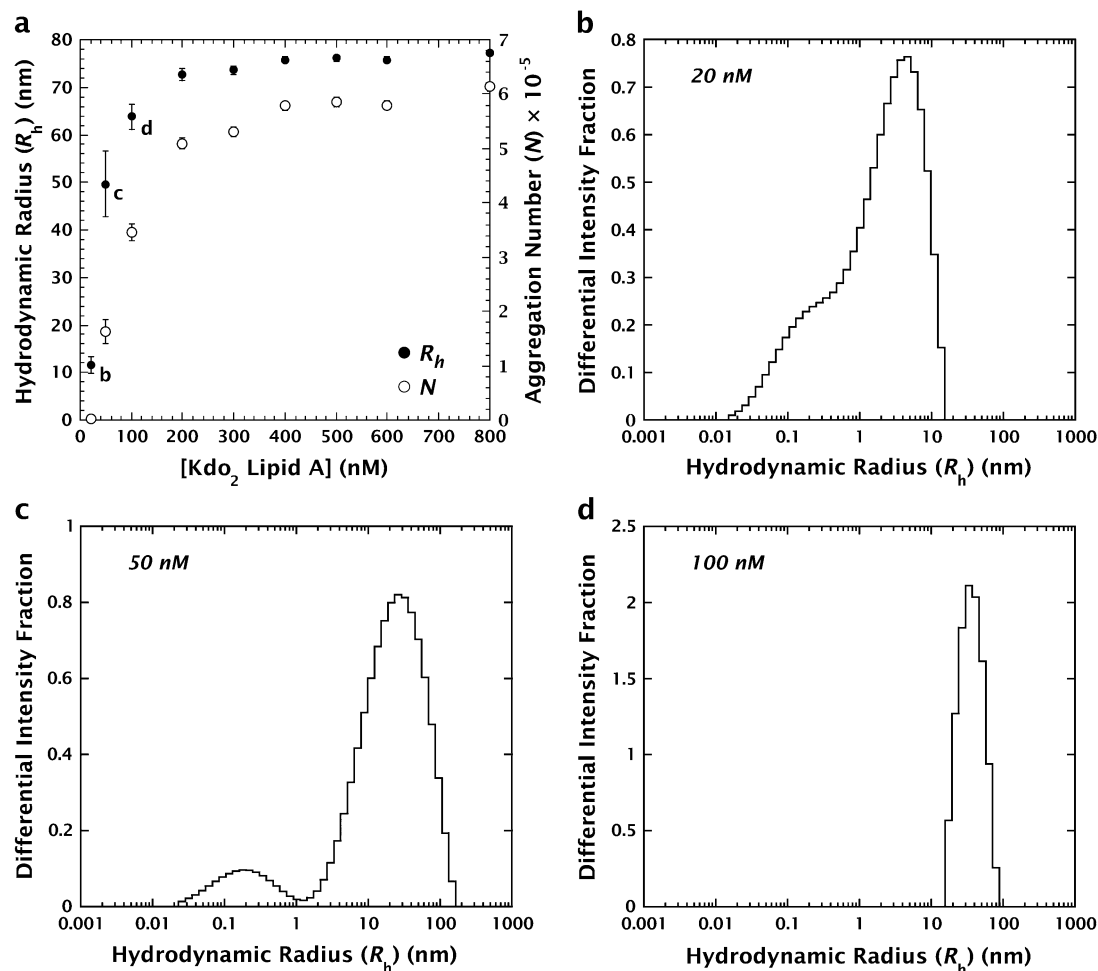 a
Hydrodynamic Radius (Rh) (nm)
80
70
60
50
40
30
20
10
0
d
c
b
Rh
N
7
6
5
4
3
2
1
0
Aggregation Number (N) × 10-5
0 100 200 300 400 500 600 700 800
[Kdo2 Lipid A] (nM)
b
Differential Intensity Fraction
20 nM
0.8
0.7
0.6
0.5
0.4
0.3
0.2
0.1
0
0.001 0.01 0.1 1 10 100 1000
Hydrodynamic Radius (Rh) (nm)
c
Differential Intensity Fraction
50 nM
1
0.8
0.6
0.4
0.2
0
0.001 0.01 0.1 1 10 100 1000
Hydrodynamic Radius (Rh) (nm)
d
Differential Intensity Fraction
100 nM
2.5
2
1.5
1
0.5
0
0.001 0.01 0.1 1 10 100 1000
Hydrodynamic Radius (Rh) (nm)